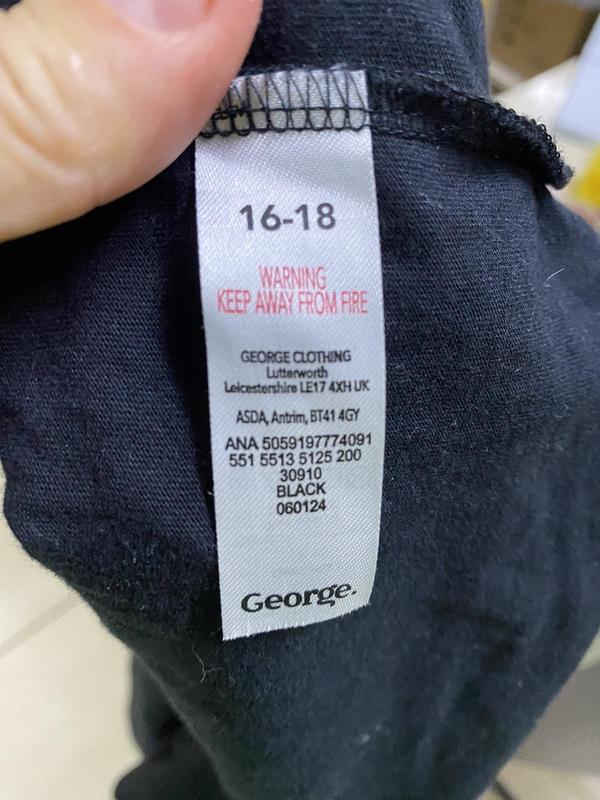 16-18
WARNING
KEEP AWAY FROM FIRE
GEORGE CLOTHING
Lutterworth
Leicestershire LE17 4XH UK
ASDA, Antrim, BT41 4GY
ANA 5059197774091
551 5513 5125 200
30910
BLACK
060124
George.